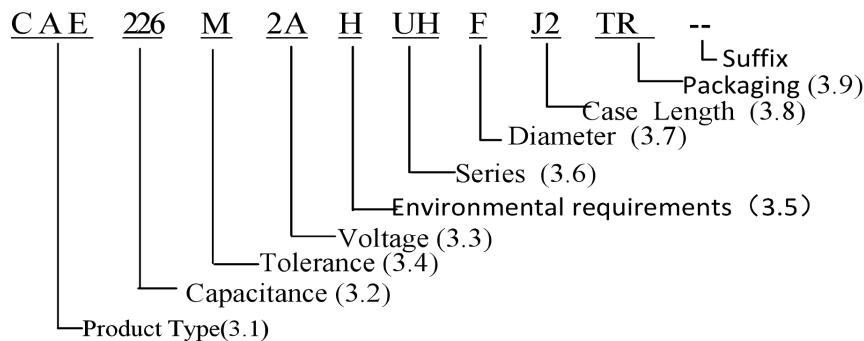 CAE 226 M 2A H UH F J2 TR --
Suffix
Packaging (3.9)
Case Length (3.8)
Diameter (3.7)
Series (3.6)
Environmental requirements（3.5）
Voltage (3.3)
Tolerance (3.4)
Capacitance (3.2)
Product Type(3.1)